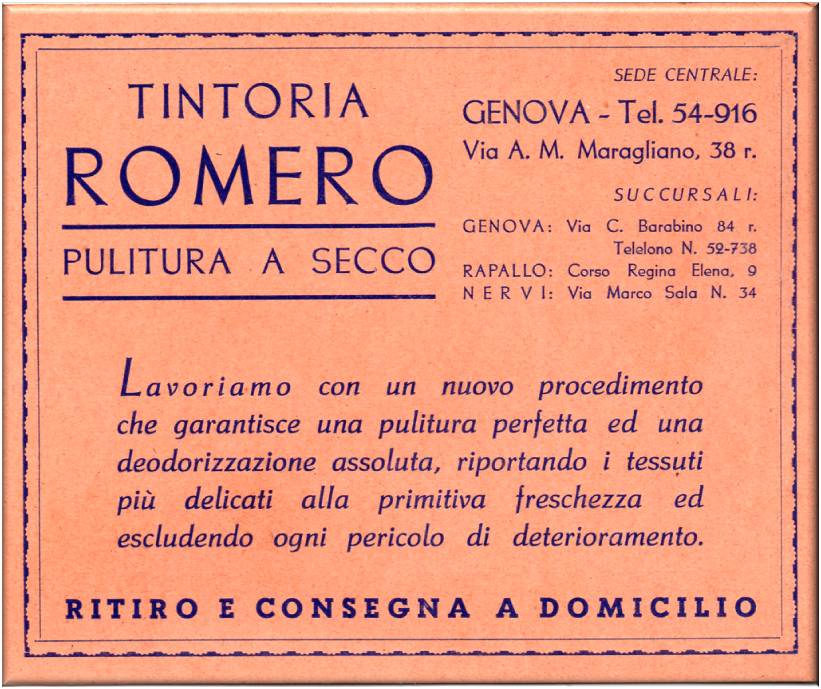 TINTORIA
ROMERO
PULITURA A SECCO
SEDE CENTRALE:
GENOVA - Tel. 54-916
Via A. M. Maragliano, 38 r.
SUCCURSALI:
GENOVA: Via C. Barabino 84 r.
Telelono N. 52-738
RAPALLO: Corso Regina Elena, 9
NERVI: Via Marco Sala N. 34
Lavoriamo con un nuovo procedimento
che garantisce una pulitura perfetta ed una
deodorizzazione assoluta, riportando i tessuti
più delicati alla primitiva freschezza ed
escludendo ogni pericolo di deterioramento.
RITIRO E CONSEGNA A DOMICILIO